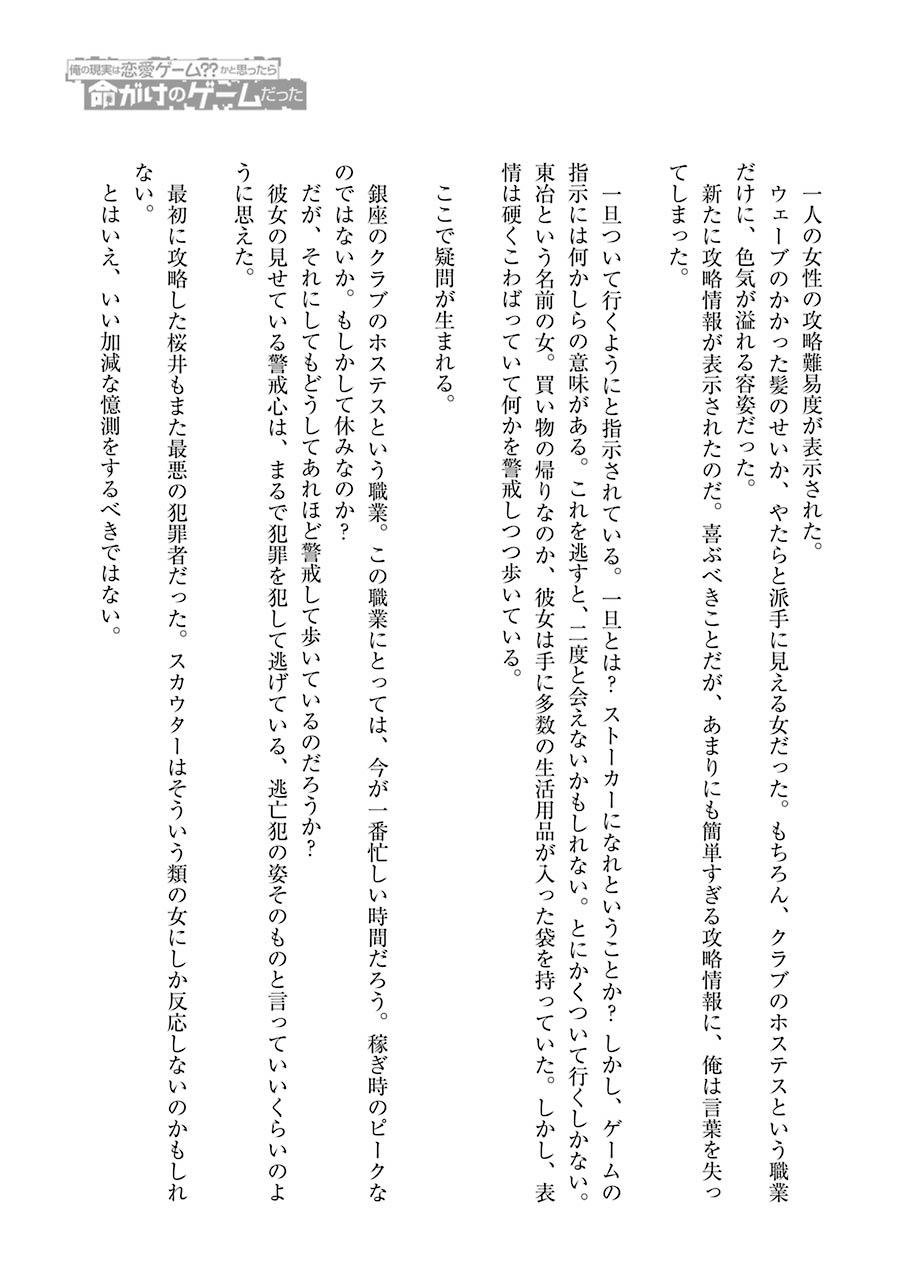 俺の現実は恋愛ゲーム??かと思ったら
命がけのゲームだった
一人の女性の攻略難易度が表示された。
ウェーブのかかった髪のせいか、やたらと派手に見える女だった。もちろん、クラブのホステスという職業
だけに、色気が溢れる容姿だった。
新たに攻略情報が表示されたのだ。喜ぶべきことだが、あまりにも簡単すぎる攻略情報に、俺は言葉を失っ
てしまった。
一旦ついて行くようにと指示されている。一旦とは？ ストーカーになれということか？ しかし、ゲームの
指示には何かしらの意味がある。これを逃すと、二度と会えないかもしれない。とにかくついて行くしかない。
東冶という名前の女。買い物の帰りなのか、彼女は手に多数の生活用品が入った袋を持っていた。しかし、表
情は硬くこわばっていて何かを警戒しつつ歩いている。
ここで疑問が生まれる。
銀座のクラブのホステスという職業。この職業にとっては、今が一番忙しい時間だろう。稼ぎ時のピークな
のではないか。もしかして休みなのか？
だが、それにしてもどうしてあれほど警戒して歩いているのだろうか？
彼女の見せている警戒心は、まるで犯罪を犯して逃げている、逃亡犯の姿そのものと言っていいくらいのよ
うに思えた。
最初に攻略した桜井もまた最悪の犯罪者だった。スカウターはそういう類の女にしか反応しないのかもしれ
ない。
とはいえ、いい加減な憶測をするべきではない。